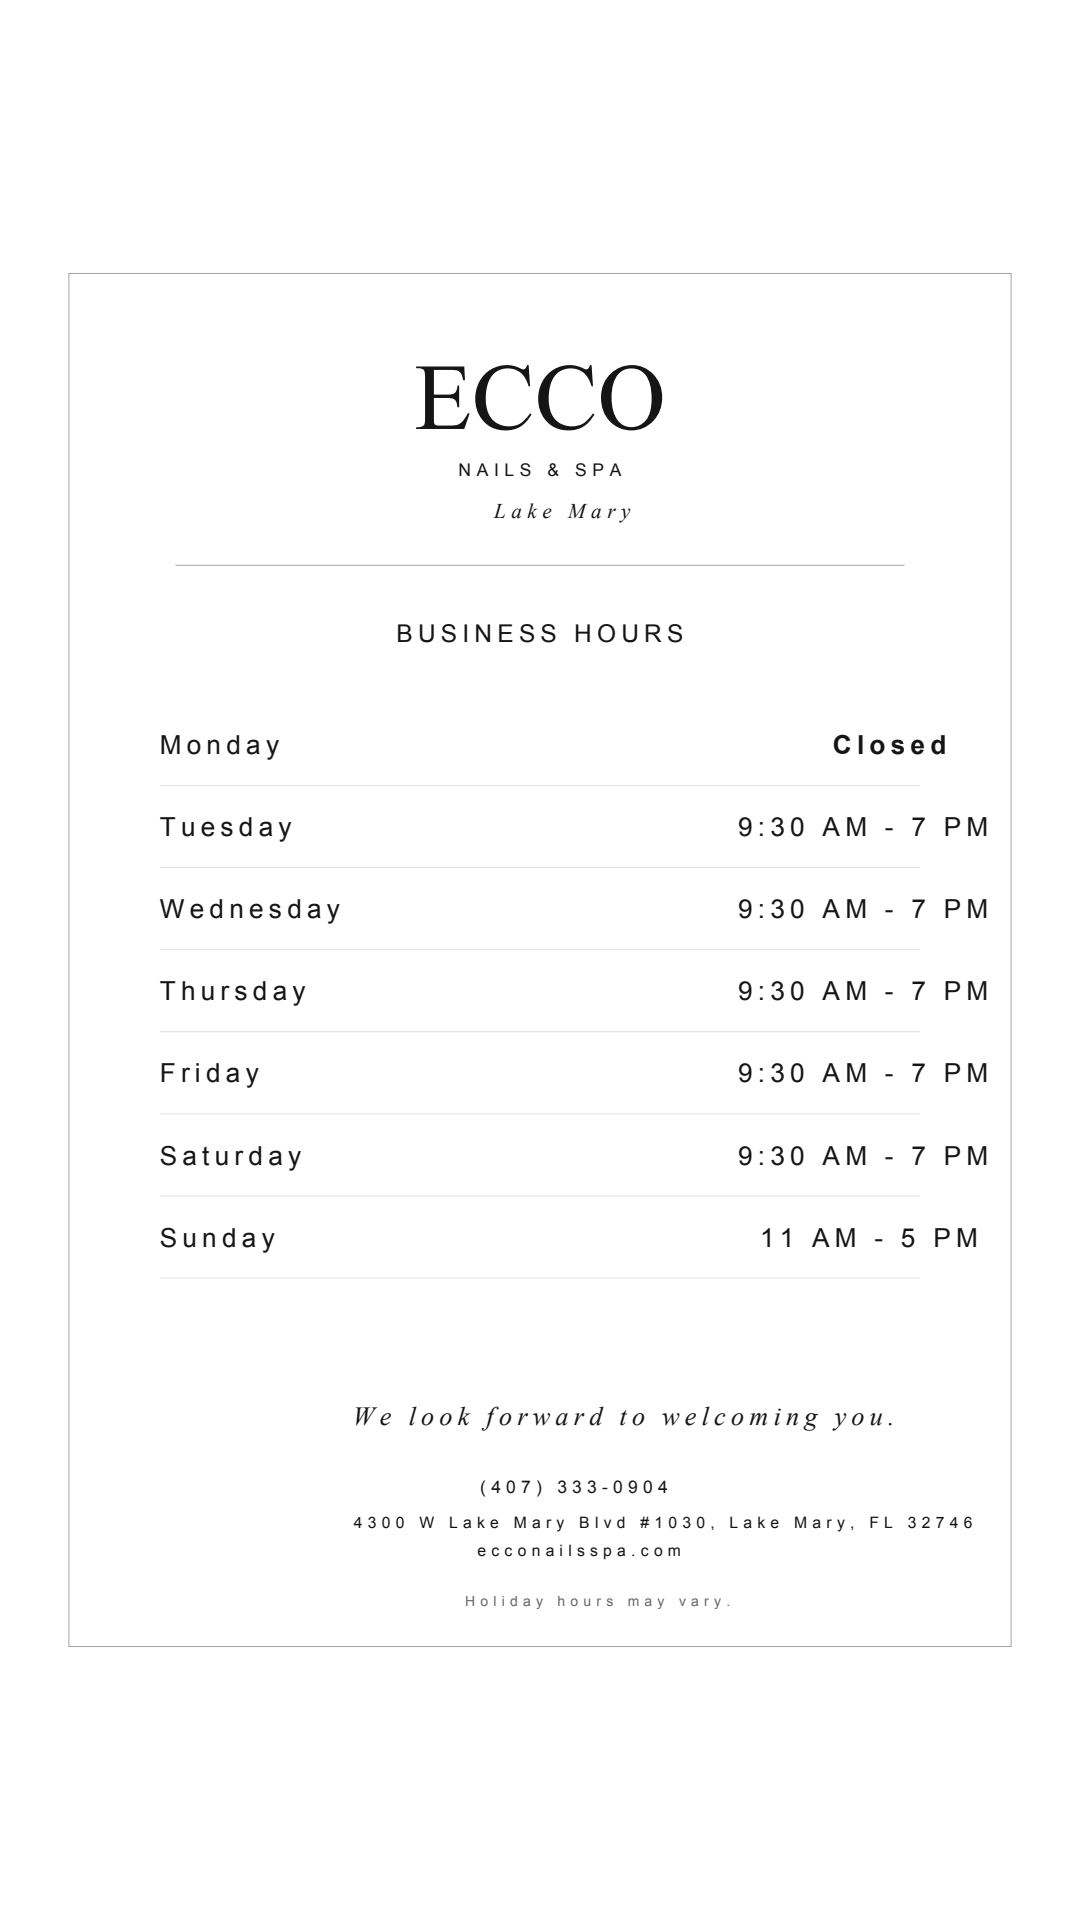 ECCO
NAILS & SPA
Lake Mary
BUSINESS HOURS
Monday Closed
Tuesday 9:30 AM - 7 PM
Wednesday 9:30 AM - 7 PM
Thursday 9:30 AM - 7 PM
Friday 9:30 AM - 7 PM
Saturday 9:30 AM - 7 PM
Sunday 11 AM - 5 PM
We look forward to welcoming you.
(407) 333-0904
4300 W Lake Mary Blvd #1030, Lake Mary, FL 32746
ecconailsspa.com
Holiday hours may vary.